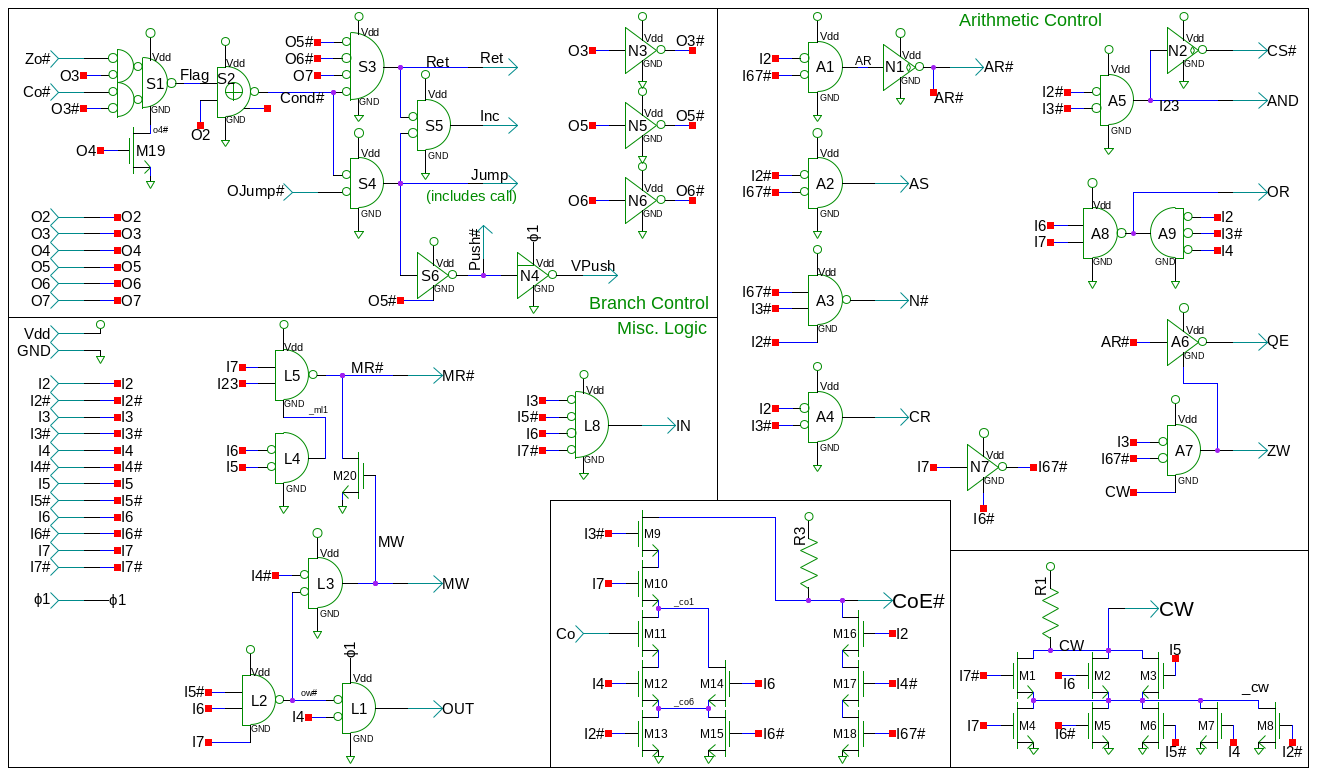 Branch Control
Zo#
O3
Co#
O3#
Vdd
S1
GND
Flag
o4#
O4
M19
Vdd
S2
GND
O2
Cond#
O5#
O6#
O7
Vdd
S3
GND
Ret
Ret
Vdd
S4
GND
OJump#
S5
GND
Inc
Jump
(includes call)
Vdd
S6
GND
O5#
Push#
ϕ1
Vdd
N4
GND
VPush
O3
N3
Vdd
GND
O3#
O5
N5
Vdd
GND
O5#
O6
N6
Vdd
GND
O6#
O2 O2
O3 O3
O4 O4
O5 O5
O6 O6
O7 O7
Misc. Logic
Vdd
GND
I2 I2
I2# I2#
I3 I3
I3# I3#
I4 I4
I4# I4#
I5 I5
I5# I5#
I6 I6
I6# I6#
I7 I7
I7# I7#
ϕ1 ϕ1
I7
I23
Vdd
L5
GND
_ml1
MR#
MR#
I6
I5
L4
GND
M20
MW
I4#
Vdd
L3
GND
MW
I5#
I6
I7
Vdd
L2
GND
ow#
ϕ1
I4
Vdd
L1
GND
OUT
I3
I5#
I6
I7#
Vdd
L8
GND
IN
Arithmetic Control
I2
I67#
Vdd
A1
GND
AR
Vdd
N1
GND
AR#
AR#
I2#
I67#
Vdd
A2
GND
AS
I67#
I3#
I2#
Vdd
A3
GND
N#
I2
I3#
Vdd
A4
GND
CR
I2#
I3#
Vdd
A5
GND
I23
Vdd
N2
GND
CS#
AND
I6
I7
Vdd
A8
GND
A9
GND
I2
I3#
I4
OR
AR#
Vdd
A6
GND
QE
I3
I67#
CW
Vdd
A7
GND
ZW
I7
Vdd
N7
I67#
I6#
I3#
M9
I7
M10
_co1
Co
M11
I4
M12
M14
I6
_co6
I2#
M13
M15
I6#
R3
CoE#
M16
I2
M17
I4#
M18
I67#
R1
CW
CW
I7#
M1
I6
M2
M3
I5
_cw
I7
M4
I6#
M5
M6
I5#
M7
I4
M8
I2#